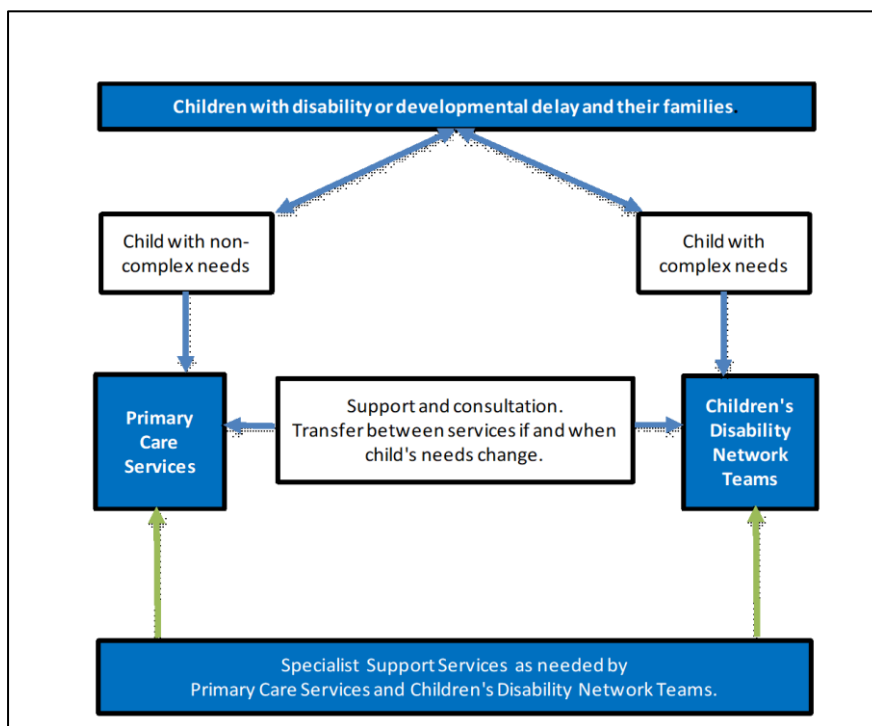 Children with disability or developmental delay and their families.
Child with non-
complex needs
Child with
complex needs
Primary
Care
Services
Support and consultation.
Transfer between services if and when
child's needs change.
Children's
Disability
Network
Teams
Specialist Support Services as needed by
Primary Care Services and Children's Disability Network Teams.